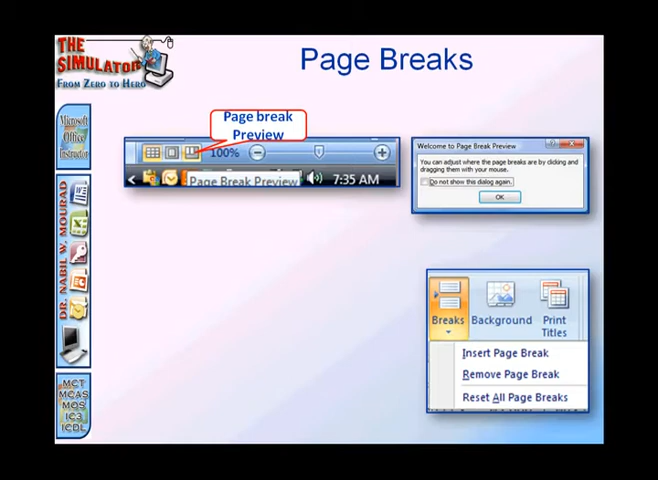 THE
SIMULATOR
FROM ZERO TO HERO
Page Breaks
Microsoft
Office
Instructor
Page break
Preview
100%
Page Break Preview
7:35 AM
Welcome to Page Break Preview
You can adjust where the page breaks are by clicking and
dragging them with your mouse.
Do not show this dialog again.
OK
DR. NABIL W. MOURAD
Breaks
Background
Print
Titles
Insert Page Break
Remove Page Break
Reset All Page Breaks
MCT
MCAS
MOS
IC3
ICDL